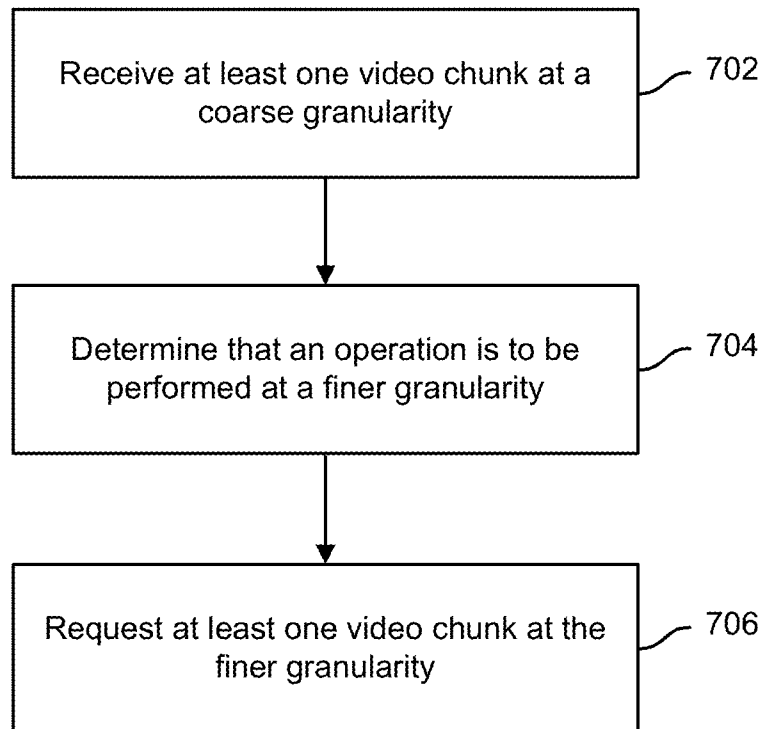 Receive at least one video chunk at a
coarse granularity
702
Determine that an operation is to be
performed at a finer granularity
704
Request at least one video chunk at the
finer granularity
706